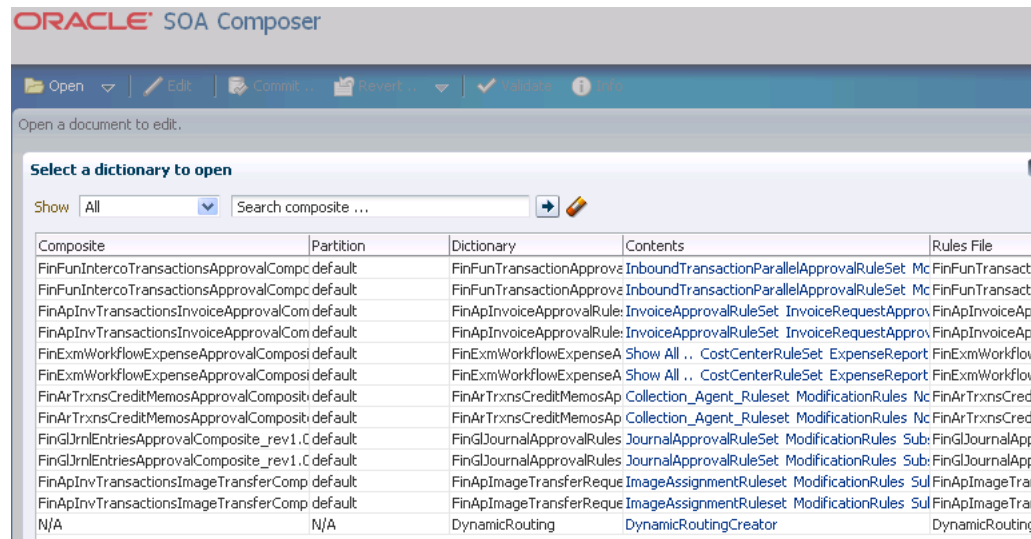 ORACLE SOA Composer
Open Edit Commit .. Revert .. Validate Info
Open a document to edit.
Select a dictionary to open
Show All Search composite ...
Composite Partition Dictionary Contents Rules File
FinFunIntercoTransactionsApprovalCompc default FinFunTransactionApprova InboundTransactionParallelApprovalRuleSet Mc FinFunTransact
FinFunIntercoTransactionsApprovalCompc default FinFunTransactionApprova InboundTransactionParallelApprovalRuleSet Mc FinFunTransact
FinApInvTransactionsInvoiceApprovalCom default FinApInvoiceApprovalRule: InvoiceApprovalRuleSet InvoiceRequestApprov FinApInvoiceAp
FinApInvTransactionsInvoiceApprovalCom default FinApInvoiceApprovalRule: InvoiceApprovalRuleSet InvoiceRequestApprov FinApInvoiceAp
FinExmWorkflowExpenseApprovalComposi default FinExmWorkflowExpenseA Show All .. CostCenterRuleSet ExpenseReport FinExmWorkflov
FinExmWorkflowExpenseApprovalComposi default FinExmWorkflowExpenseA Show All .. CostCenterRuleSet ExpenseReport FinExmWorkflov
FinArTrxnsCreditMemosApprovalComposit default FinArTrxnsCreditMemosAp Collection_Agent_Ruleset ModificationRules Nc FinArTrxnsCred
FinArTrxnsCreditMemosApprovalComposit default FinArTrxnsCreditMemosAp Collection_Agent_Ruleset ModificationRules Nc FinArTrxnsCred
FinGlJrnlEntriesApprovalComposite_rev1.0 default FinGlJournalApprovalRules JournalApprovalRuleSet ModificationRules Sub: FinGlJournalApp
FinGlJrnlEntriesApprovalComposite_rev1.0 default FinGlJournalApprovalRules JournalApprovalRuleSet ModificationRules Sub: FinGlJournalApp
FinApInvTransactionsImageTransferComp default FinApImageTransferReque ImageAssignmentRuleset ModificationRules Sul FinApImageTra
FinApInvTransactionsImageTransferComp default FinApImageTransferReque ImageAssignmentRuleset ModificationRules Sul FinApImageTra
N/A N/A DynamicRouting DynamicRoutingCreator DynamicRouting